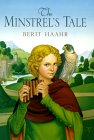 The
MINSTREL'S TALE
BERIT HAAHR